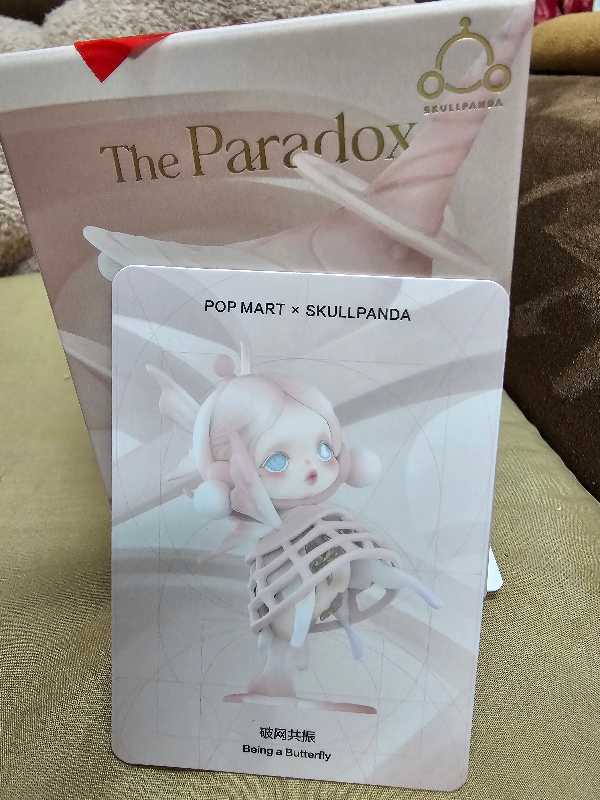 SKULLPANDA
The Paradox
POP MART × SKULLPANDA
破网共振
Being a Butterfly